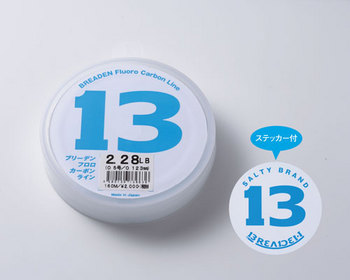 BREADEN Fluoro Carbon Line
13
ブリーデン
フロロ
カーボン
ライン
2.28LB
(0.6号/0.128㎜)
160M/¥2,000
Made in Japan
ステッカー付
SALTY BRAND
13
BREADEN